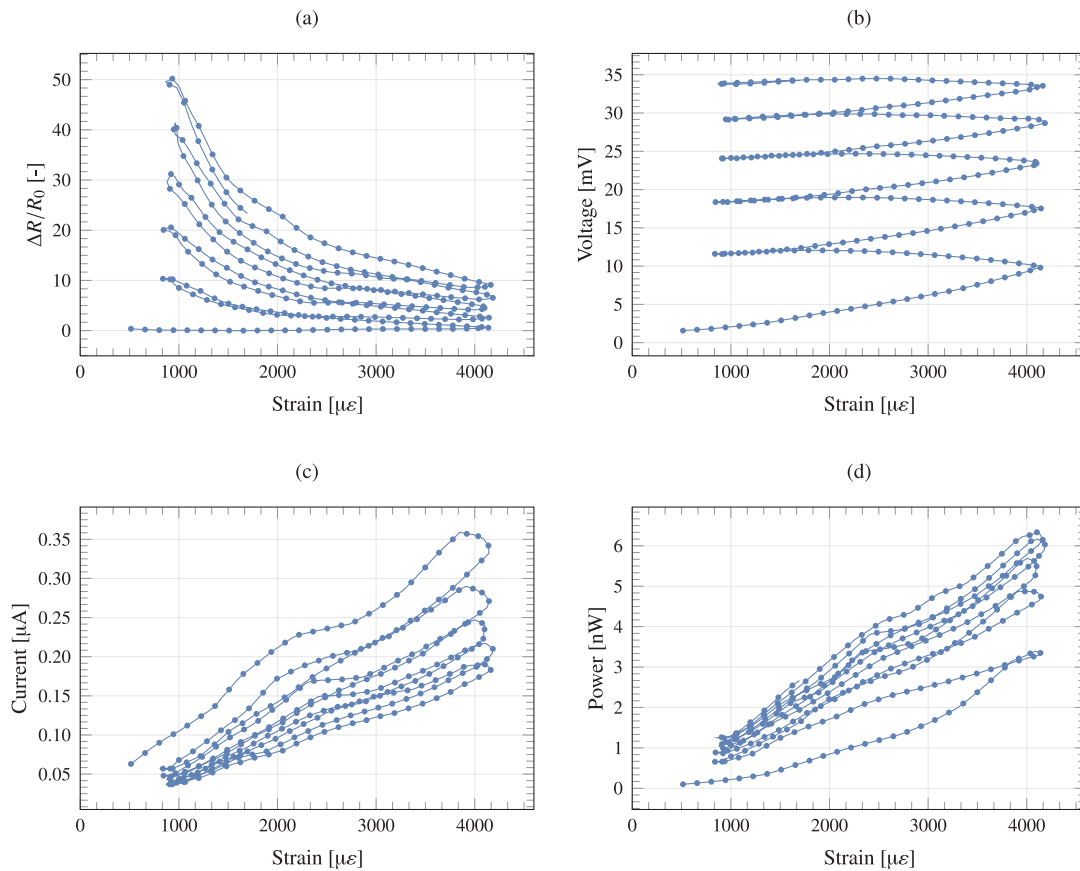 (a)
50
40
30
20
10
0
ΔR/R₀ [-]
0 1000 2000 3000 4000
Strain [με]
(b)
35
30
25
20
15
10
5
0
Voltage [mV]
0 1000 2000 3000 4000
Strain [με]
(c)
0.35
0.30
0.25
0.20
0.15
0.10
0.05
Current [μA]
0 1000 2000 3000 4000
Strain [με]
(d)
6
5
4
3
2
1
0
Power [nW]
0 1000 2000 3000 4000
Strain [με]